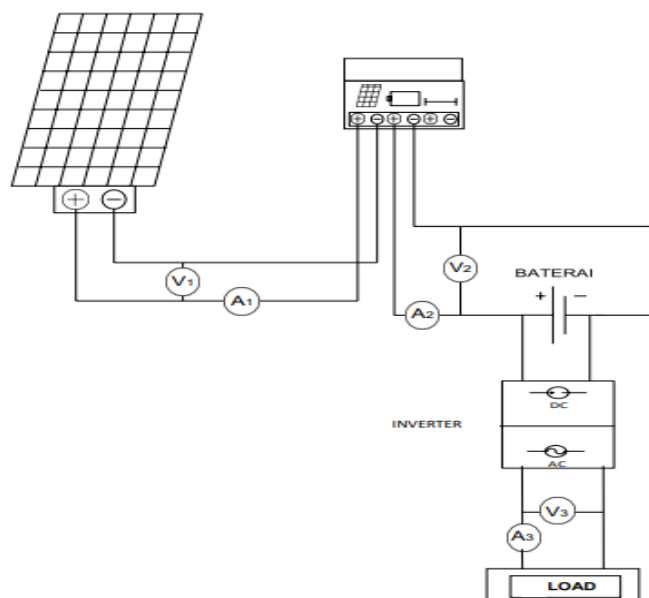 V1
A1
V2
BATERAI
+ −
A2
DC
INVERTER
AC
V3
A3
LOAD